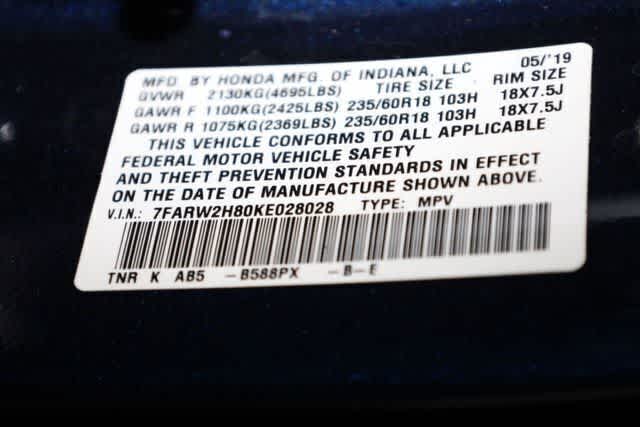 MFD BY HONDA MFG. OF INDIANA, LLC 05/'19
GVWR 2130KG(4695LBS) TIRE SIZE RIM SIZE
GAWR F 1100KG(2425LBS) 235/60R18 103H 18X7.5J
GAWR R 1075KG(2369LBS) 235/60R18 103H 18X7.5J
THIS VEHICLE CONFORMS TO ALL APPLICABLE
FEDERAL MOTOR VEHICLE SAFETY
AND THEFT PREVENTION STANDARDS IN EFFECT
ON THE DATE OF MANUFACTURE SHOWN ABOVE.
V.I.N.: 7FARW2H80KE028028 TYPE: MPV
TNR K AB5 -B588PX -B-E